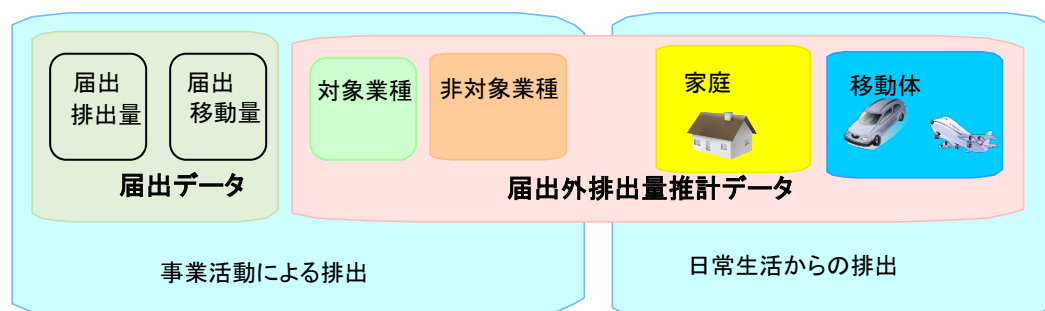 届出
排出量
届出
移動量
届出データ
対象業種
非対象業種
家庭
移動体
届出外排出量推計データ
事業活動による排出
日常生活からの排出